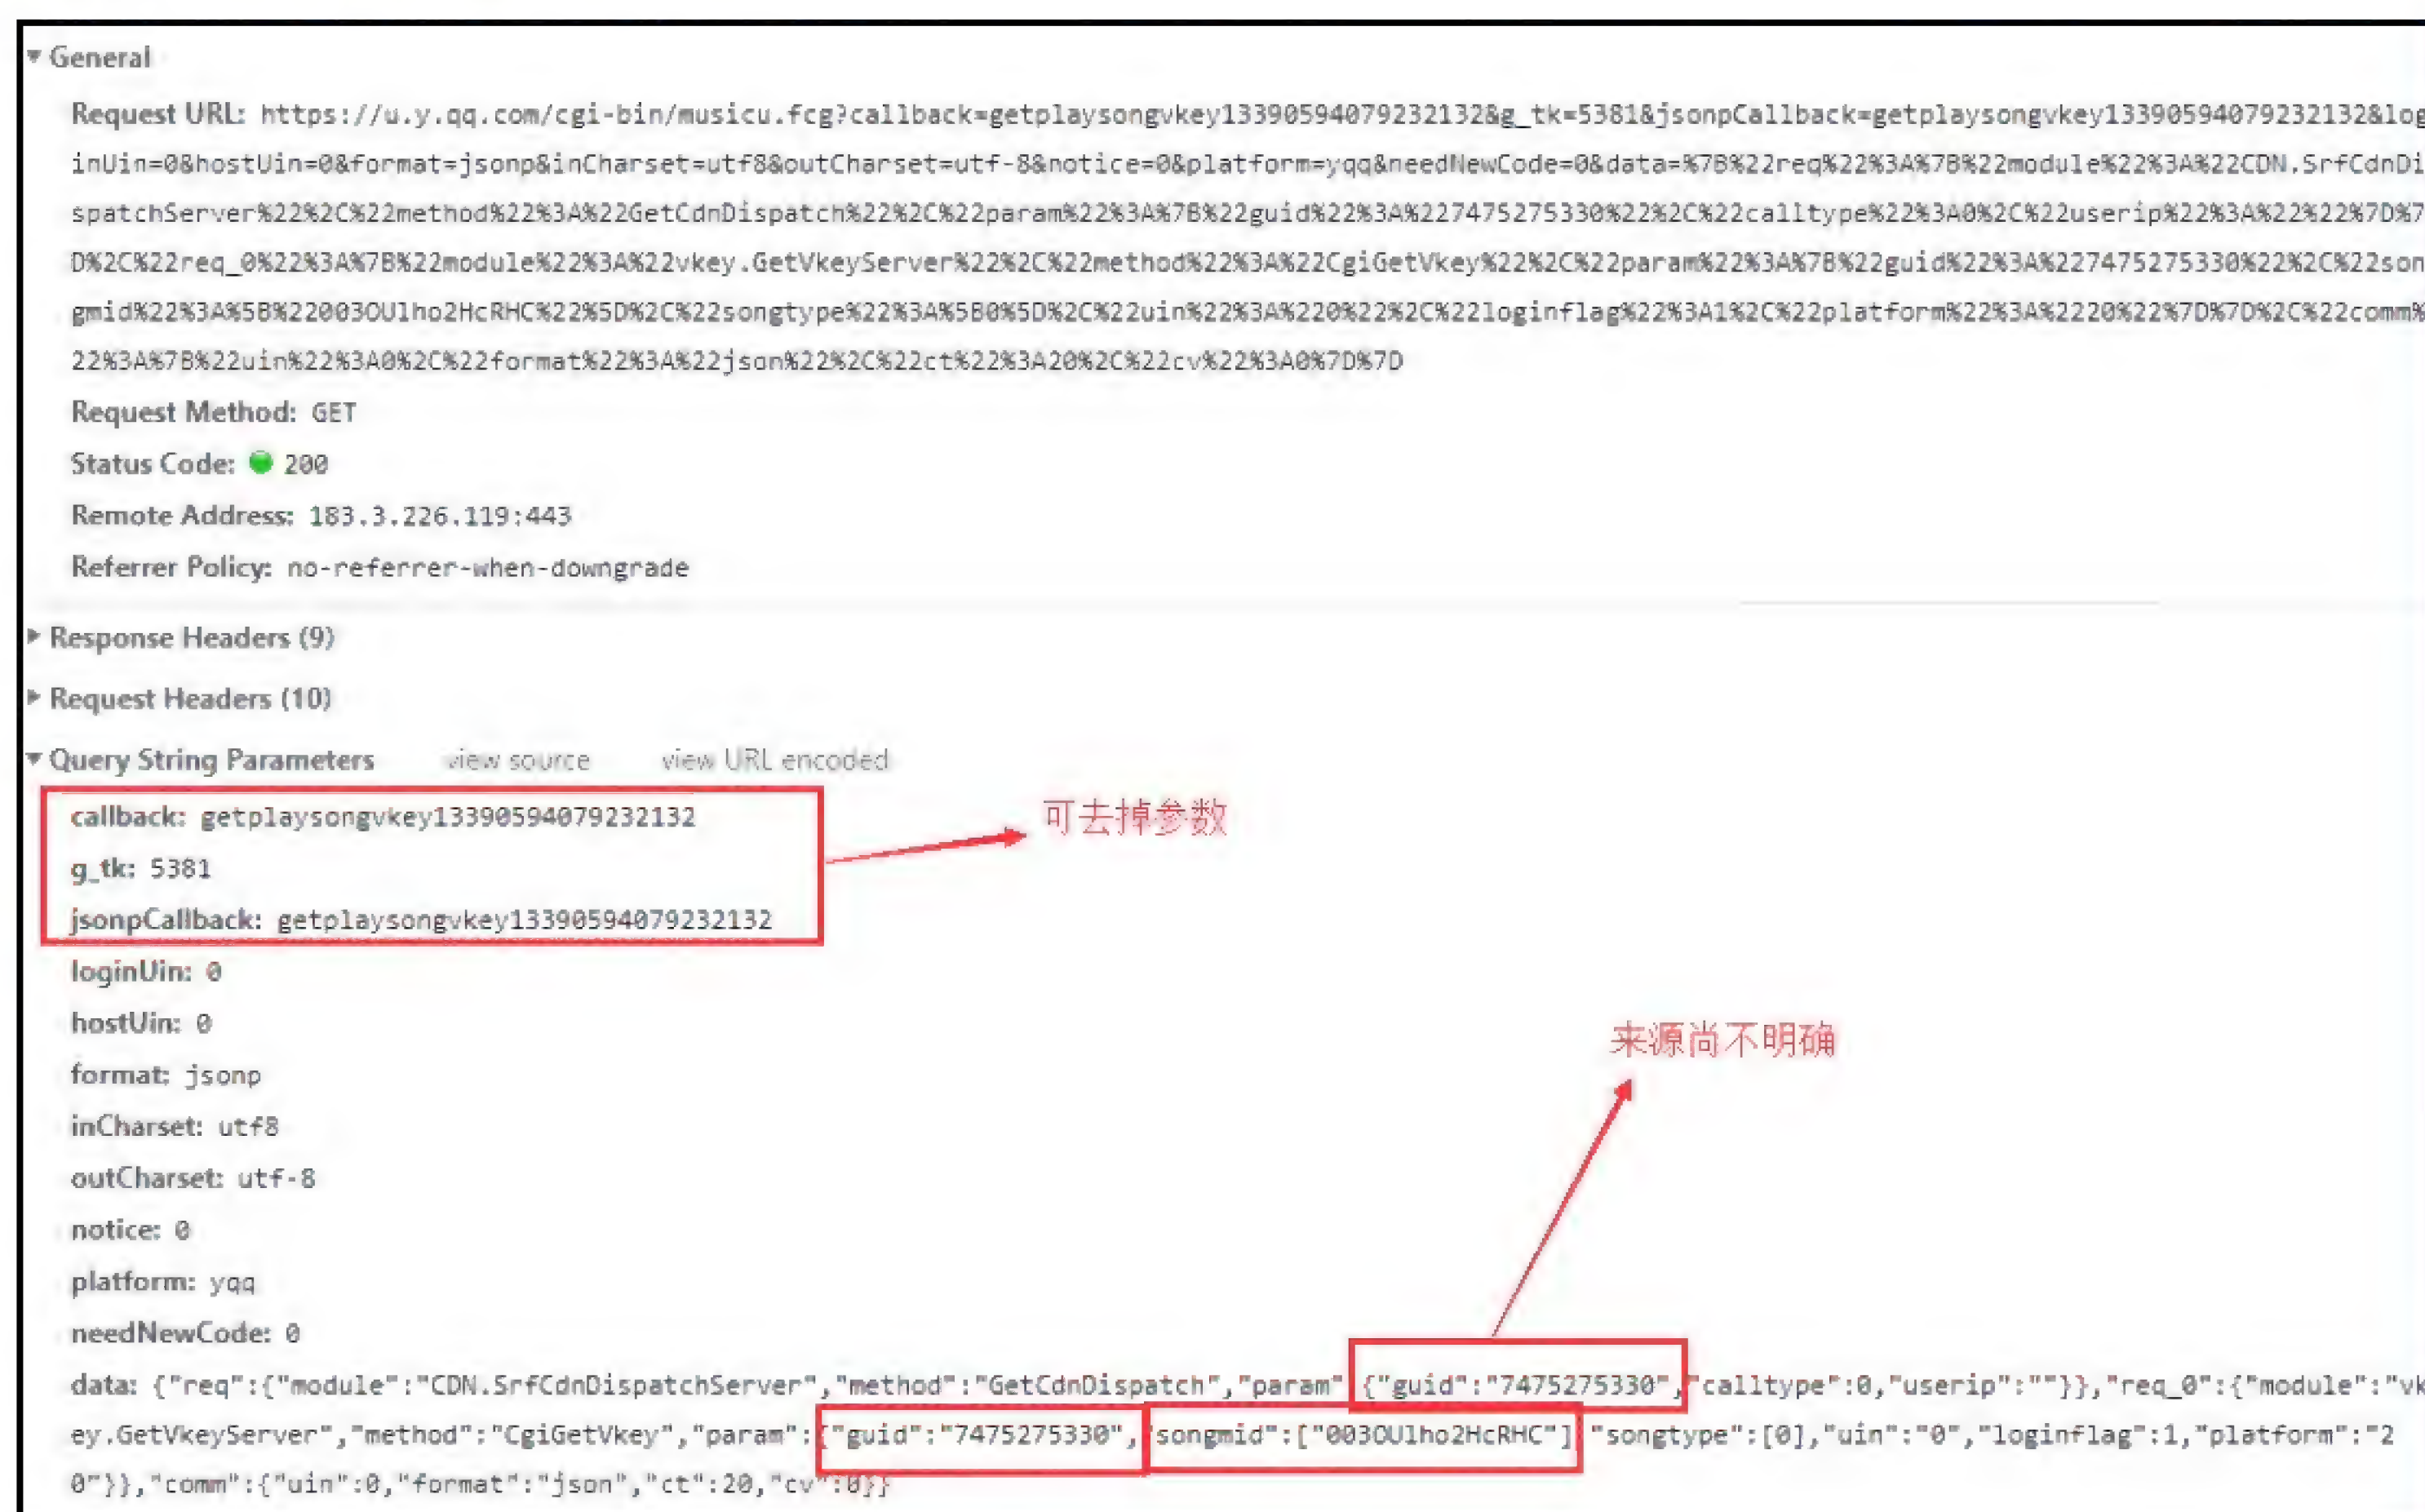 General
Request URL: https://u.y.qq.com/cgi-bin/musicu.fcg?callback=getplaysongvkey13390594079232132&g_tk=5381&jsonpCallback=getplaysongvkey13390594079232132&log
inUin=0&hostUin=0&format=jsonp&inCharset=utf8&outCharset=utf-8&notice=0&platform=yqq&needNewCode=0&data=%7B%22req%22%3A%7B%22module%22%3A%22CDN.SrfCdnDi
spatchServer%22%2C%22method%22%3A%22GetCdnDispatch%22%2C%22param%22%3A%7B%22guid%22%3A%227475275330%22%2C%22calltype%22%3A0%2C%22userip%22%3A%22%22%7D%7
D%2C%22req_0%22%3A%7B%22module%22%3A%22vkey.GetVkeyServer%22%2C%22method%22%3A%22CgiGetVkey%22%2C%22param%22%3A%7B%22guid%22%3A%227475275330%22%2C%22son
gmid%22%3A%5B%22003OUlho2HcRHC%22%5D%2C%22songtype%22%3A%5B0%5D%2C%22uin%22%3A%220%22%2C%22loginflag%22%3A1%2C%22platform%22%3A%2220%22%7D%7D%2C%22comm%
22%3A%7B%22uin%22%3A0%2C%22format%22%3A%22json%22%2C%22ct%22%3A20%2C%22cv%22%3A0%7D%7D
Request Method: GET
Status Code: 200
Remote Address: 183.3.226.119:443
Referrer Policy: no-referrer-when-downgrade
Response Headers (9)
Request Headers (10)
Query String Parameters view source view URL encoded
callback: getplaysongvkey13390594079232132
可去掉参数
g_tk: 5381
jsonpCallback: getplaysongvkey13390594079232132
loginUin: 0
hostUin: 0
来源尚不明确
format: jsonp
inCharset: utf8
outCharset: utf-8
notice: 0
platform: yqq
needNewCode: 0
data: {"req":{"module":"CDN.SrfCdnDispatchServer","method":"GetCdnDispatch","param" {"guid":"7475275330","calltype":0,"userip":""}},"req_0":{"module":"vk
ey.GetVkeyServer","method":"CgiGetVkey","param":{"guid":"7475275330","songmid":["003OUlho2HcRHC"] "songtype":[0],"uin":"0","loginflag":1,"platform":"2
0"}},"comm":{"uin":0,"format":"json","ct":20,"cv":0}}